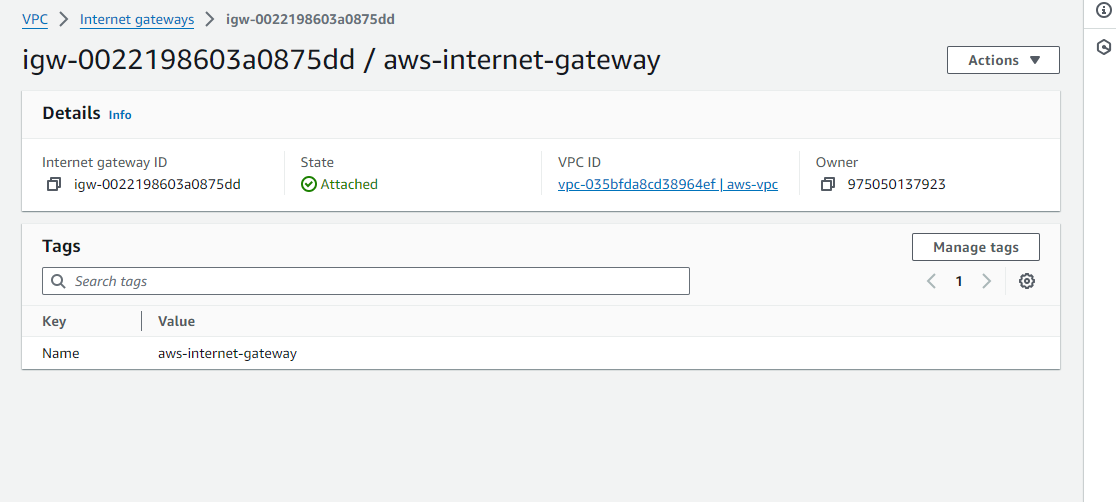 VPC > Internet gateways > igw-0022198603a0875dd
igw-0022198603a0875dd / aws-internet-gateway
Actions
Details Info
Internet gateway ID
igw-0022198603a0875dd
State
Attached
VPC ID
vpc-035bfda8cd38964ef | aws-vpc
Owner
975050137923
Tags
Manage tags
Search tags
1
Key Value
Name aws-internet-gateway